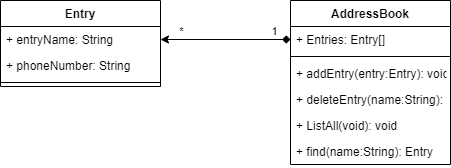 Entry
+ entryName: String
+ phoneNumber: String
*
1
AddressBook
+ Entries: Entry[]
+ addEntry(entry:Entry): void
+ deleteEntry(name:String):
+ ListAll(void): void
+ find(name:String): Entry